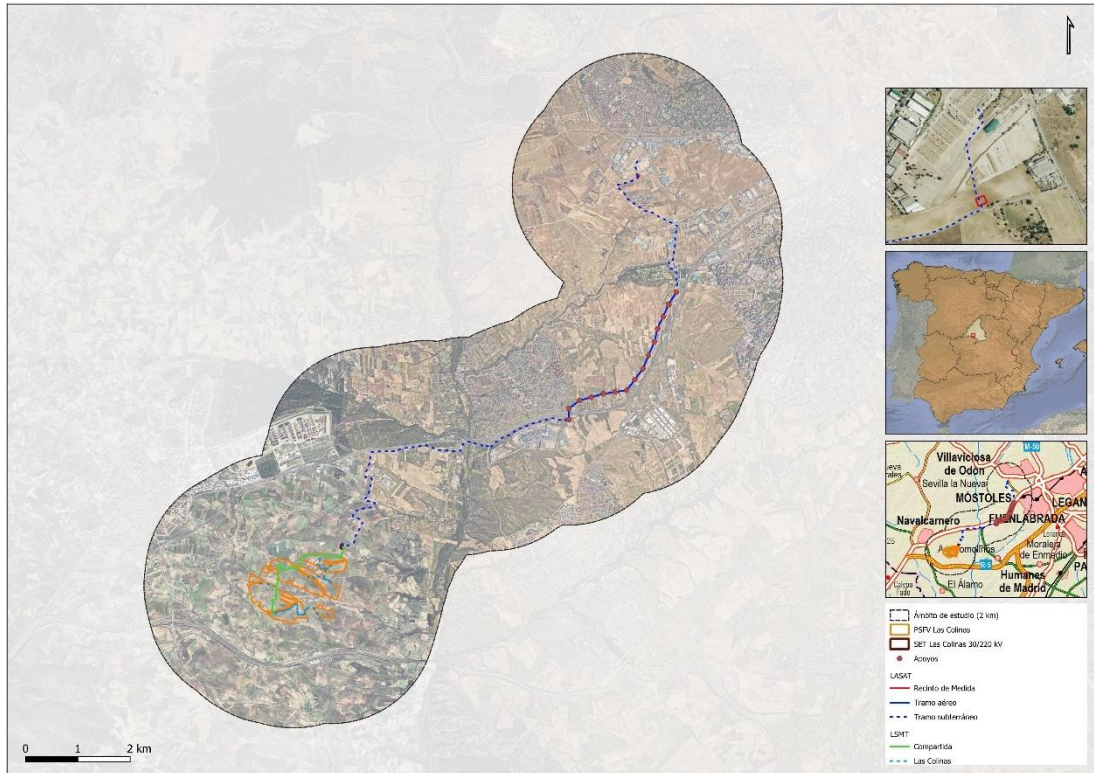 M-50
Villaviciosa
de Odón
Sevilla la Nueva
MÓSTOLES
LEGAN
FUENLABRADA
Navalcarnero
Moraleja
de Enmedio
R-5
Humanes
de Madrid
El Álamo
PA
Ámbito de estudio (2 km)
PSFV Las Colinas
SET Las Colinas 30/220 kV
Apoyos
LASAT
Recinto de Medida
Tramo aéreo
Tramo subterráneo
LSMT
Compartida
Las Colinas
0 1 2 km